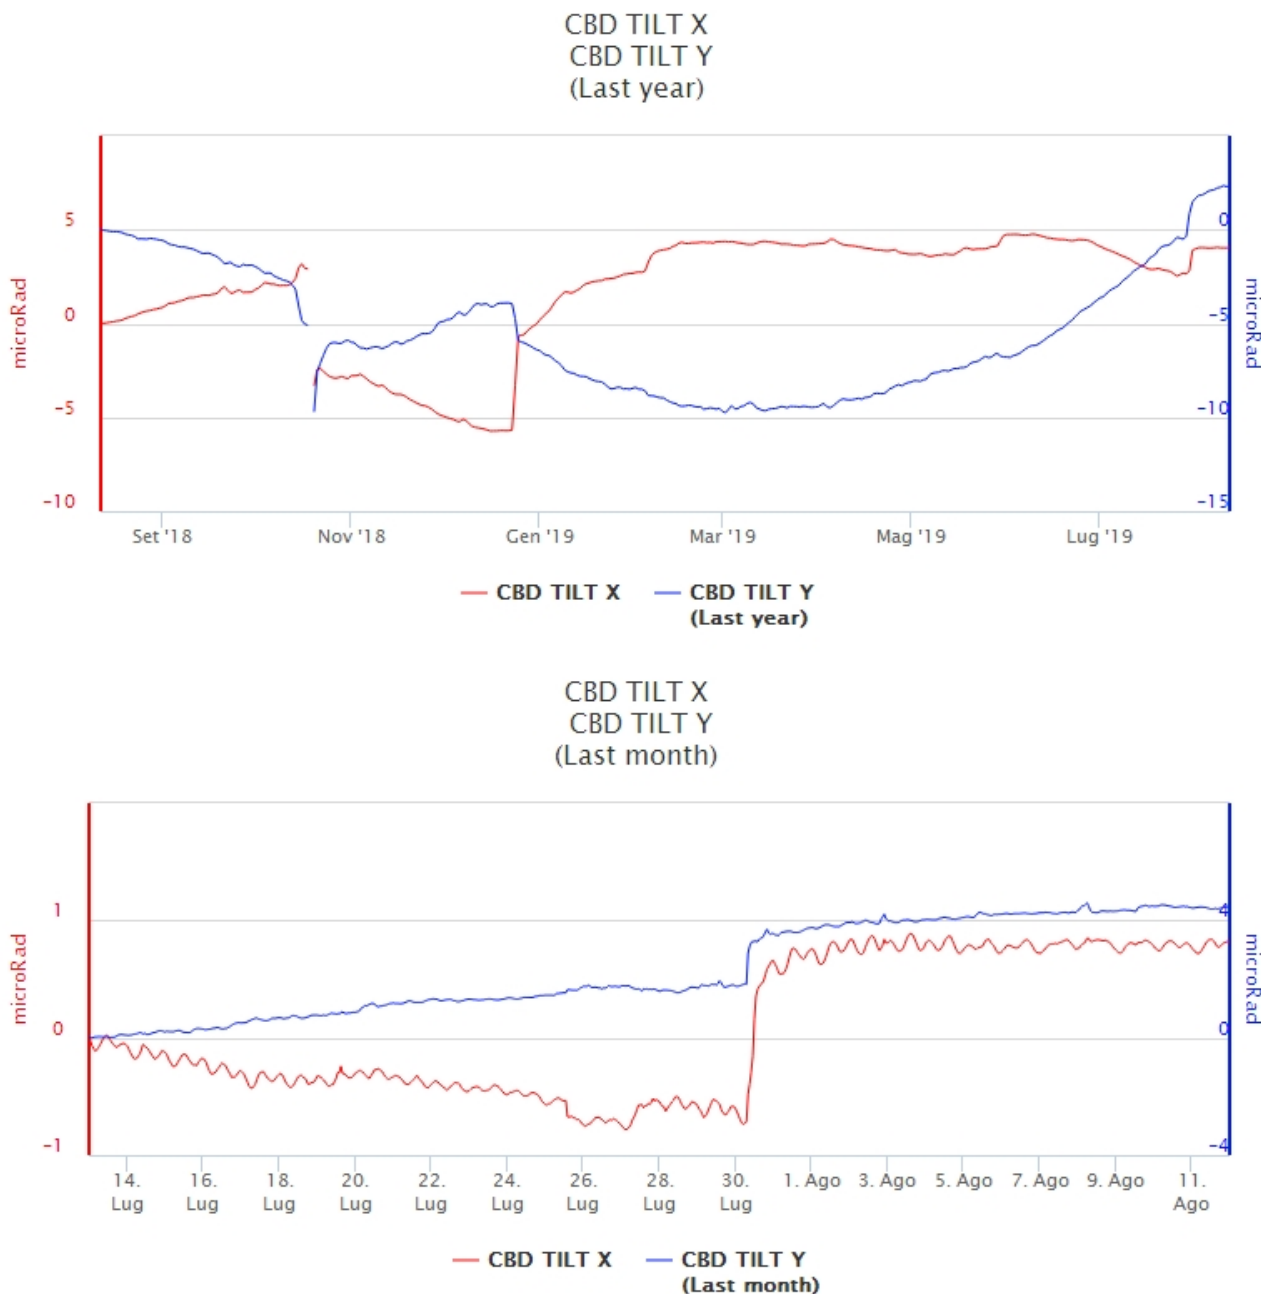 CBD TILT X
CBD TILT Y
(Last year)
5
0
-5
-10
microRad
0
-5
-10
-15
microRad
Set '18
Nov '18
Gen '19
Mar '19
Mag '19
Lug '19
CBD TILT X
CBD TILT Y
(Last year)
CBD TILT X
CBD TILT Y
(Last month)
1
0
-1
microRad
4
0
-4
microRad
14. Lug
16. Lug
18. Lug
20. Lug
22. Lug
24. Lug
26. Lug
28. Lug
30. Lug
1. Ago
3. Ago
5. Ago
7. Ago
9. Ago
11. Ago
CBD TILT X
CBD TILT Y
(Last month)